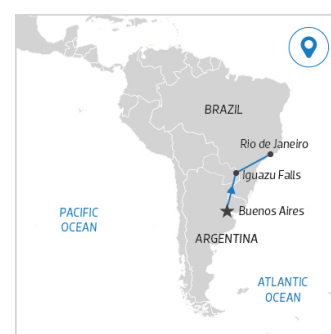 BRAZIL
Rio de Janeiro
Iguazu Falls
Buenos Aires
PACIFIC
OCEAN
ARGENTINA
ATLANTIC
OCEAN